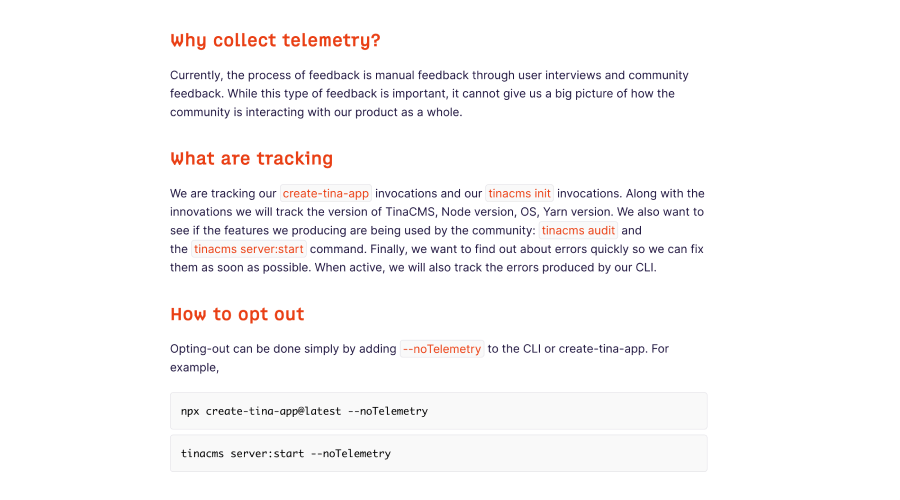 Why collect telemetry?
Currently, the process of feedback is manual feedback through user interviews and community
feedback. While this type of feedback is important, it cannot give us a big picture of how the
community is interacting with our product as a whole.
What are tracking
We are tracking our create-tina-app invocations and our tinacms init invocations. Along with the
innovations we will track the version of TinaCMS, Node version, OS, Yarn version. We also want to
see if the features we producing are being used by the community: tinacms audit and
the tinacms server:start command. Finally, we want to find out about errors quickly so we can fix
them as soon as possible. When active, we will also track the errors produced by our CLI.
How to opt out
Opting-out can be done simply by adding --noTelemetry to the CLI or create-tina-app. For
example,
npx create-tina-app@latest --noTelemetry
tinacms server:start --noTelemetry